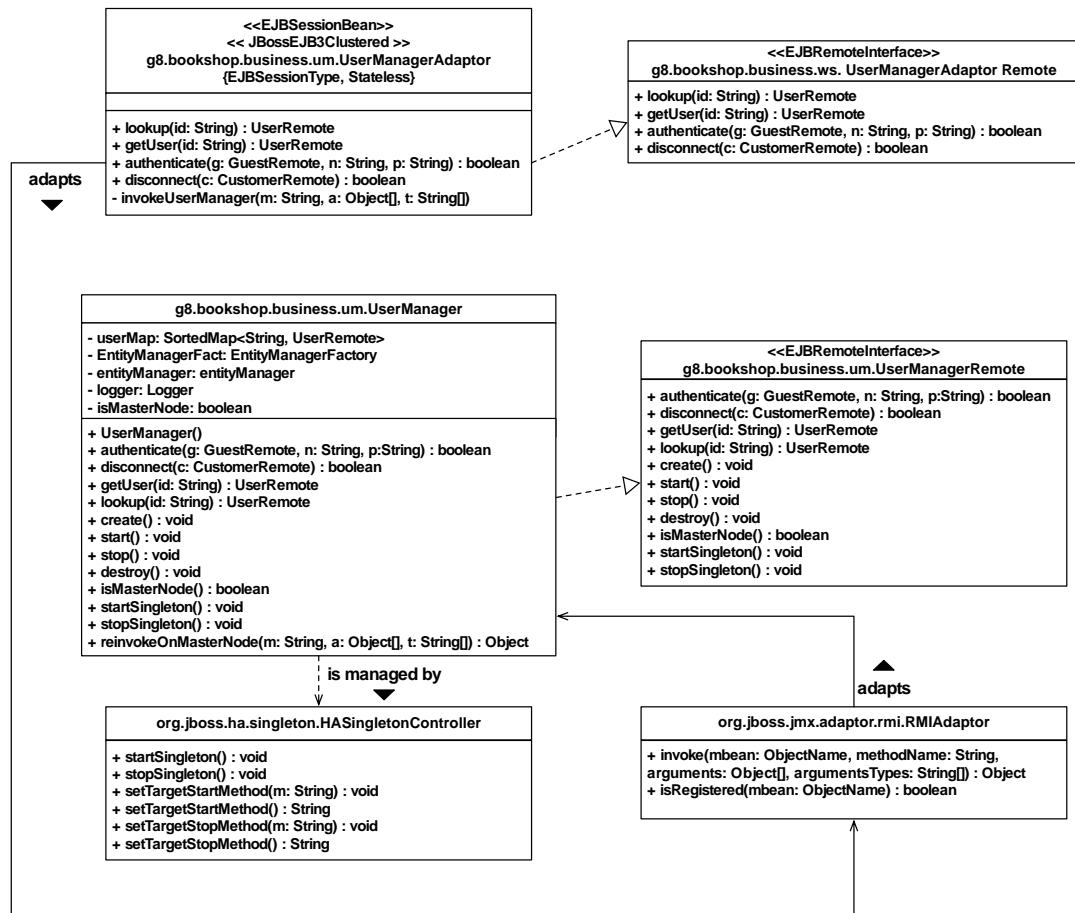 <<EJBSessionBean>>
<< JBossEJB3Clustered >>
g8.bookshop.business.um.UserManagerAdaptor
{EJBSessionType, Stateless}
+ lookup(id: String) : UserRemote
+ getUser(id: String) : UserRemote
+ authenticate(g: GuestRemote, n: String, p: String) : boolean
+ disconnect(c: CustomerRemote) : boolean
- invokeUserManager(m: String, a: Object[], t: String[])
<<EJBRemoteInterface>>
g8.bookshop.business.ws. UserManagerAdaptor Remote
+ lookup(id: String) : UserRemote
+ getUser(id: String) : UserRemote
+ authenticate(g: GuestRemote, n: String, p: String) : boolean
+ disconnect(c: CustomerRemote) : boolean
adapts
g8.bookshop.business.um.UserManager
- userMap: SortedMap<String, UserRemote>
- EntityManagerFact: EntityManagerFactory
- entityManager: entityManager
- logger: Logger
- isMasterNode: boolean
+ UserManager()
+ authenticate(g: GuestRemote, n: String, p:String) : boolean
+ disconnect(c: CustomerRemote) : boolean
+ getUser(id: String) : UserRemote
+ lookup(id: String) : UserRemote
+ create() : void
+ start() : void
+ stop() : void
+ destroy() : void
+ isMasterNode() : boolean
+ startSingleton() : void
+ stopSingleton() : void
+ reinvokeOnMasterNode(m: String, a: Object[], t: String[]) : Object
<<EJBRemoteInterface>>
g8.bookshop.business.um.UserManagerRemote
+ authenticate(g: GuestRemote, n: String, p:String) : boolean
+ disconnect(c: CustomerRemote) : boolean
+ getUser(id: String) : UserRemote
+ lookup(id: String) : UserRemote
+ create() : void
+ start() : void
+ stop() : void
+ destroy() : void
+ isMasterNode() : boolean
+ startSingleton() : void
+ stopSingleton() : void
is managed by
adapts
org.jboss.ha.singleton.HASingletonController
+ startSingleton() : void
+ stopSingleton() : void
+ setTargetStartMethod(m: String) : void
+ setTargetStartMethod() : String
+ setTargetStopMethod(m: String) : void
+ setTargetStopMethod() : String
org.jboss.jmx.adaptor.rmi.RMIAdaptor
+ invoke(mbean: ObjectName, methodName: String,
arguments: Object[], argumentsTypes: String[]) : Object
+ isRegistered(mbean: ObjectName) : boolean